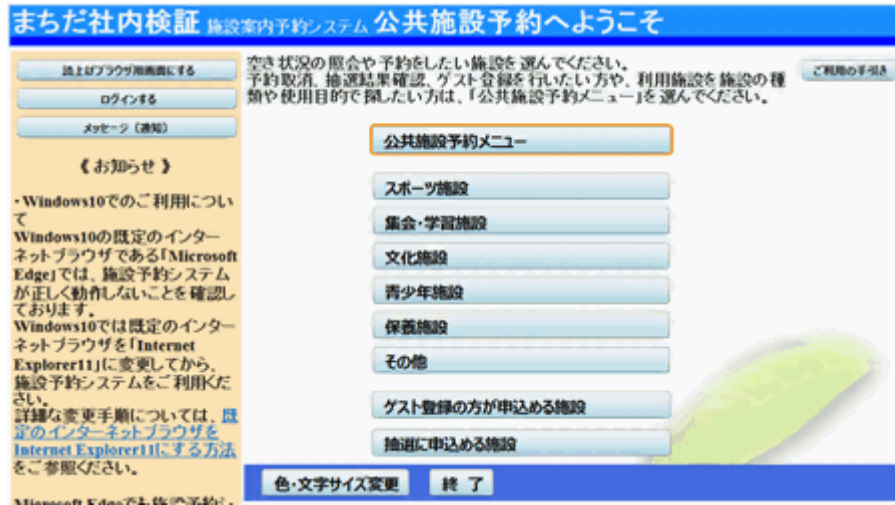 まちだ社内検証 施設案内予約システム 公共施設予約へようこそ
読上げブラウザ用画面にする
ログインする
メッセージ（通知）
《お知らせ》
・Windows10でのご利用につい
て
Windows10の既定のインター
ネットブラウザである「Microsoft
Edge」では、施設予約システム
が正しく動作しないことを確認し
ております。
Windows10では既定のインター
ネットブラウザを「Internet
Explorer11」に変更してから、
施設予約システムをご利用くだ
さい。
詳細な変更手順については、既
定のインターネットブラウザを
Internet Explorer11にする方法
をご参照ください。
Microsoft Edgeでも施設予約シ
空き状況の照会や予約をしたい施設を選んでください。
予約取消、抽選結果確認、ゲスト登録を行いたい方や、利用施設を施設の種
類や使用目的で探したい方は、「公共施設予約メニュー」を選んでください。
ご利用の手引き
公共施設予約メニュー
スポーツ施設
集会・学習施設
文化施設
青少年施設
保養施設
その他
ゲスト登録の方が申込める施設
抽選に申込める施設
色・文字サイズ変更
終 了